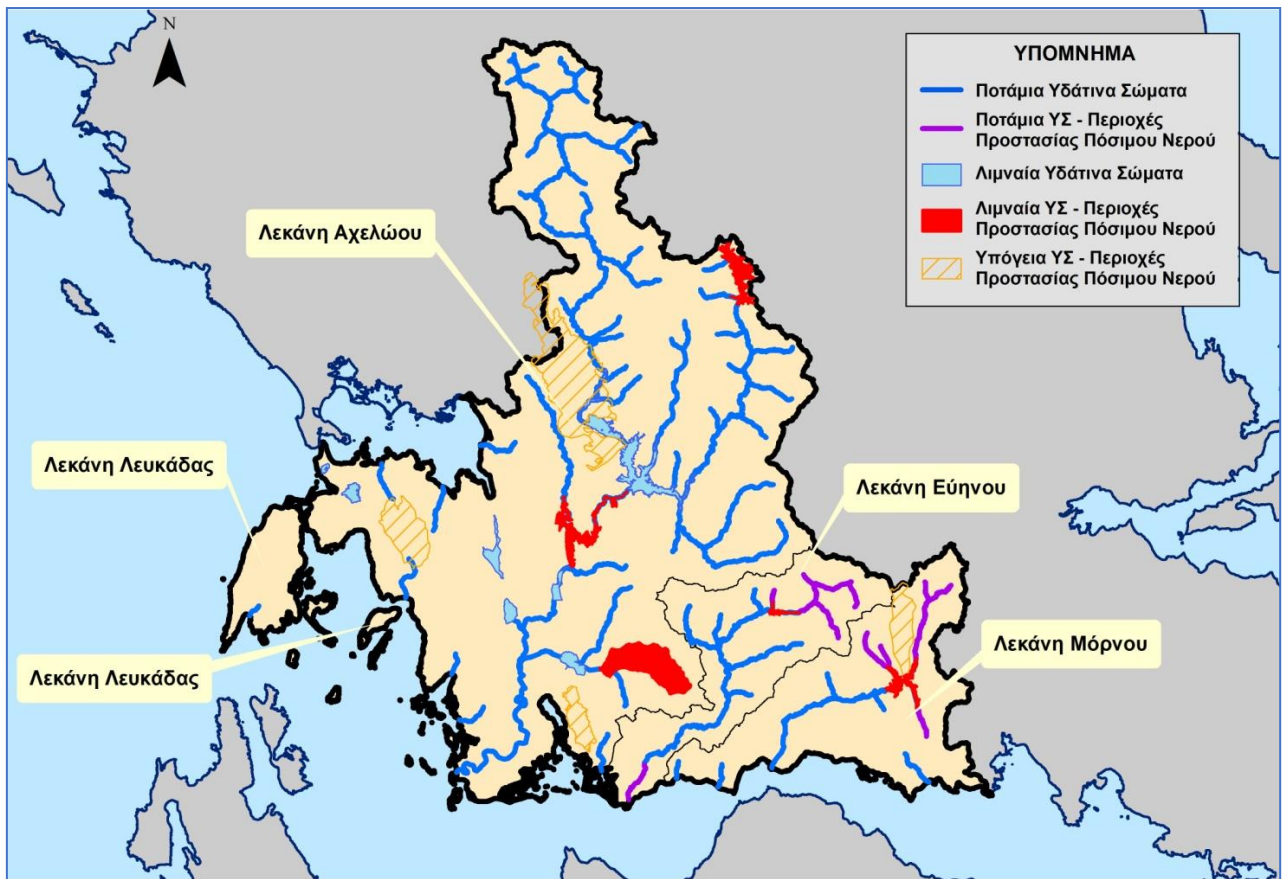 N
ΥΠΟΜΝΗΜΑ
Ποτάμια Υδάτινα Σώματα
Ποτάμια ΥΣ - Περιοχές
Προστασίας Πόσιμου Νερού
Λιμναία Υδάτινα Σώματα
Λιμναία ΥΣ - Περιοχές
Προστασίας Πόσιμου Νερού
Υπόγεια ΥΣ - Περιοχές
Προστασίας Πόσιμου Νερού
Λεκάνη Αχελώου
Λεκάνη Λευκάδας
Λεκάνη Εύηνου
Λεκάνη Μόρνου
Λεκάνη Λευκάδας